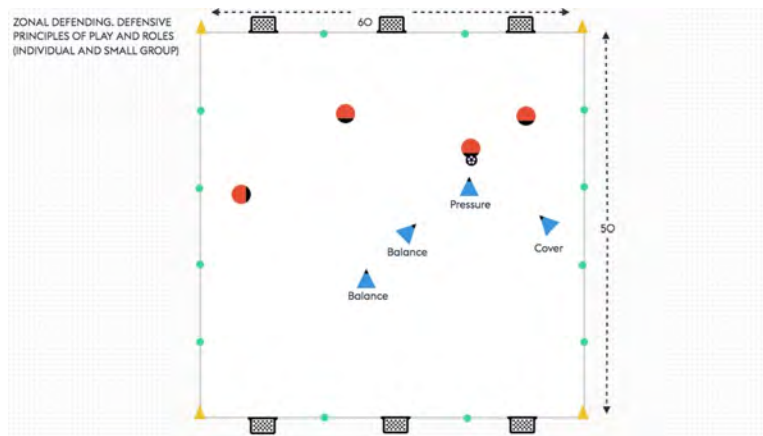 ZONAL DEFENDING. DEFENSIVE
PRINCIPLES OF PLAY AND ROLES
(INDIVIDUAL AND SMALL GROUP)
60
Pressure
50
Cover
Balance
Balance